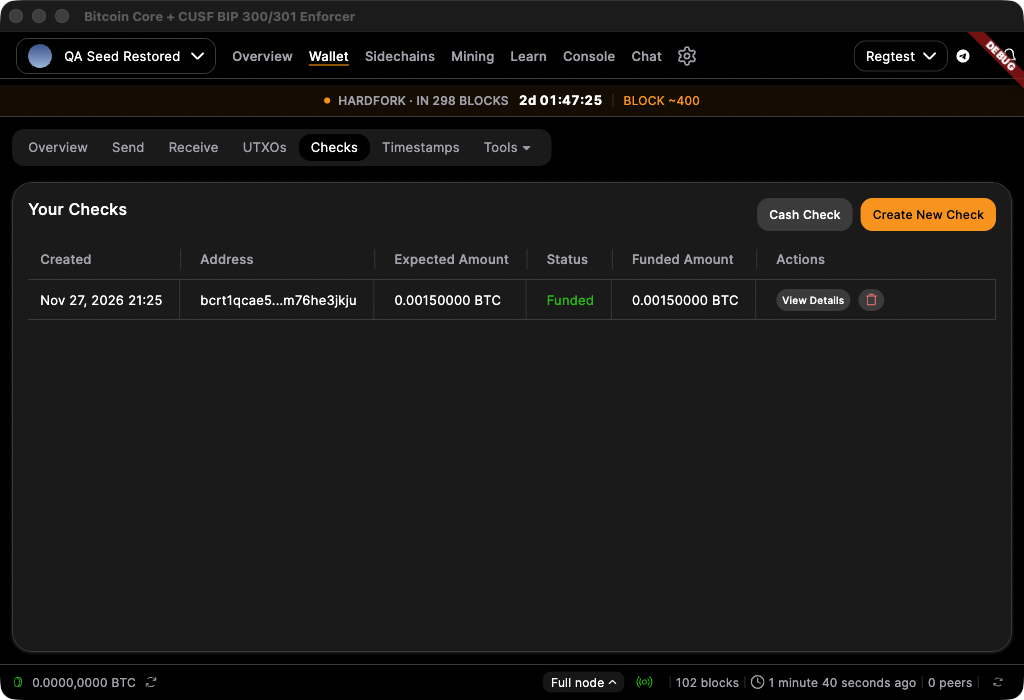 Bitcoin Core + CUSF BIP 300/301 Enforcer
QA Seed Restored Overview Wallet Sidechains Mining Learn Console Chat Regtest
DEBUG
HARDFORK · IN 298 BLOCKS 2d 01:47:25 BLOCK ~400
Overview Send Receive UTXOs Checks Timestamps Tools
Your Checks
Cash Check Create New Check
Created Address Expected Amount Status Funded Amount Actions
Nov 27, 2026 21:25 bcrt1qcae5...m76he3jkju 0.00150000 BTC Funded 0.00150000 BTC View Details
0.0000,0000 BTC Full node 102 blocks 1 minute 40 seconds ago 0 peers